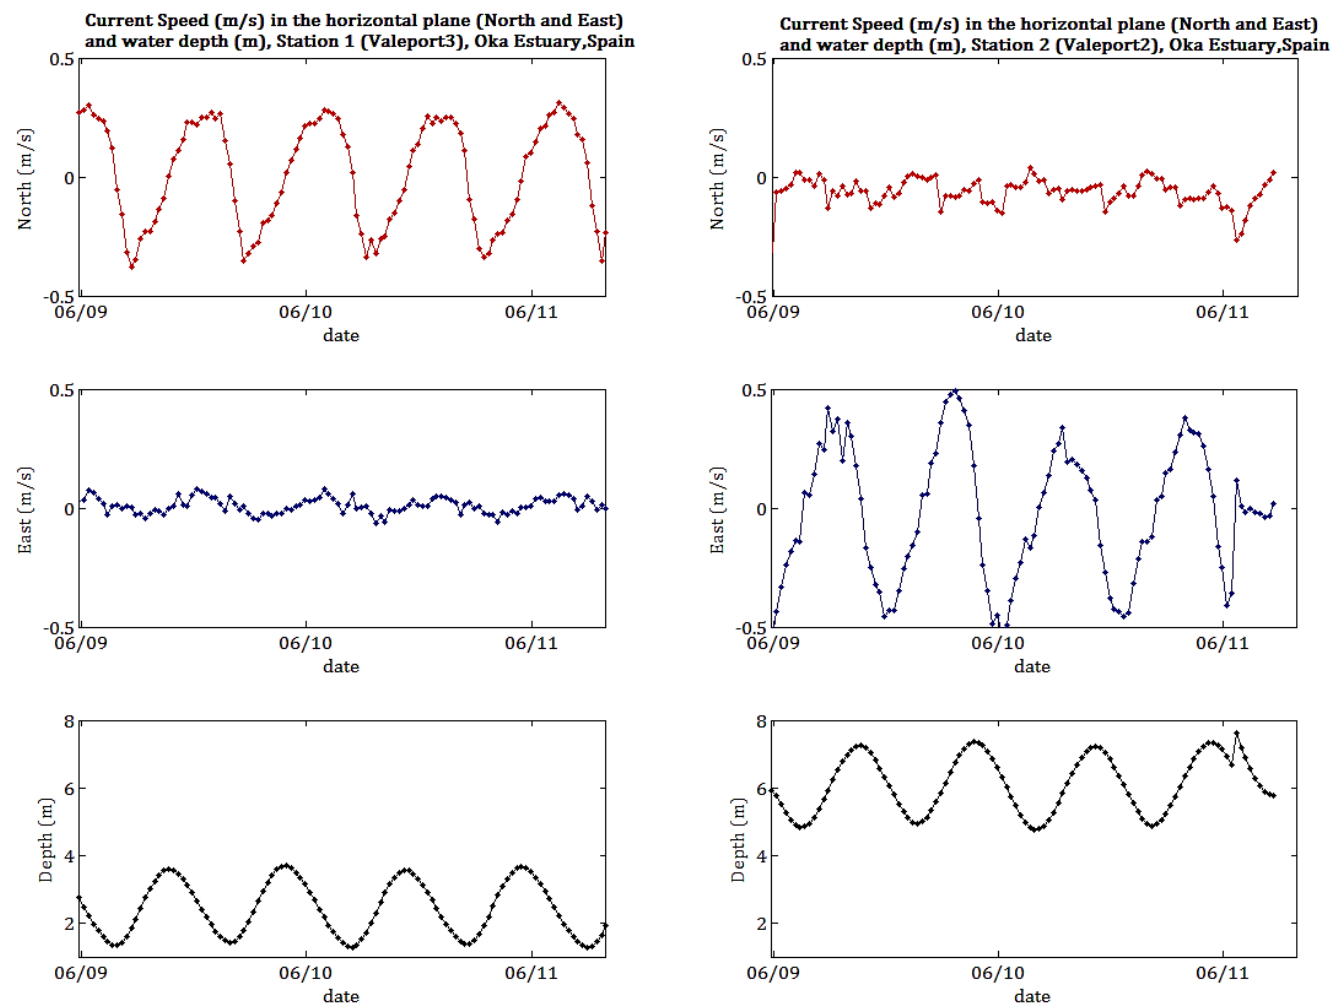 Current Speed (m/s) in the horizontal plane (North and East)
and water depth (m), Station 1 (Valeport3), Oka Estuary,Spain
0.5
0
-0.5
North (m/s)
06/09 06/10 06/11
date
0.5
0
-0.5
East (m/s)
06/09 06/10 06/11
date
8
6
4
2
Depth (m)
06/09 06/10 06/11
date
Current Speed (m/s) in the horizontal plane (North and East)
and water depth (m), Station 2 (Valeport2), Oka Estuary,Spain
0.5
0
-0.5
North (m/s)
06/09 06/10 06/11
date
0.5
0
-0.5
East (m/s)
06/09 06/10 06/11
date
8
6
4
2
Depth (m)
06/09 06/10 06/11
date